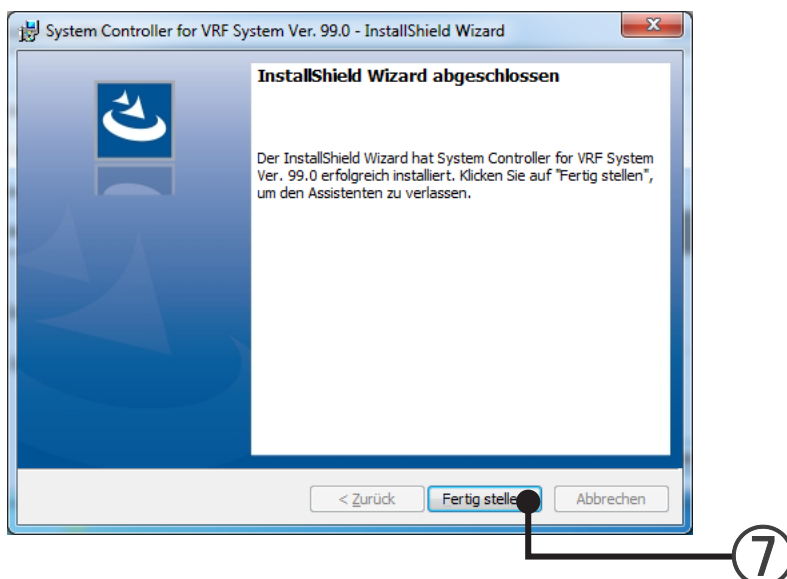 System Controller for VRF System Ver. 99.0 - InstallShield Wizard
InstallShield Wizard abgeschlossen
Der InstallShield Wizard hat System Controller for VRF System
Ver. 99.0 erfolgreich installiert. Klicken Sie auf "Fertig stellen",
um den Assistenten zu verlassen.
< Zurück Fertig stellen Abbrechen
⑦